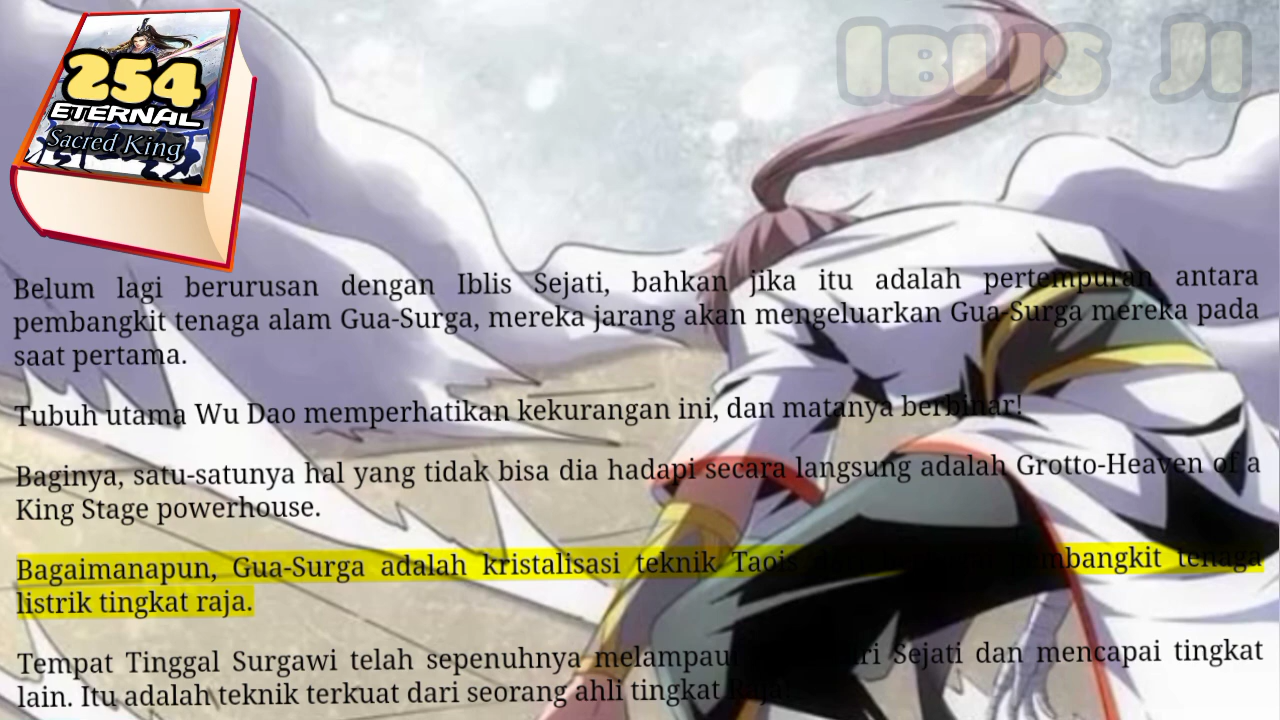 Iblis Ji
254
ETERNAL
Sacred King
Belum lagi berurusan dengan Iblis Sejati, bahkan jika itu adalah pertempuran antara
pembangkit tenaga alam Gua-Surga, mereka jarang akan mengeluarkan Gua-Surga mereka pada
saat pertama.
Tubuh utama Wu Dao memperhatikan kekurangan ini, dan matanya berbinar!
Baginya, satu-satunya hal yang tidak bisa dia hadapi secara langsung adalah Grotto-Heaven of a
King Stage powerhouse.
Bagaimanapun, Gua-Surga adalah kristalisasi teknik Taois pembangkit tenaga
listrik tingkat raja.
Tempat Tinggal Surgawi telah sepenuhnya melampaui Sejati dan mencapai tingkat
lain. Itu adalah teknik terkuat dari seorang ahli tingkat Raja!